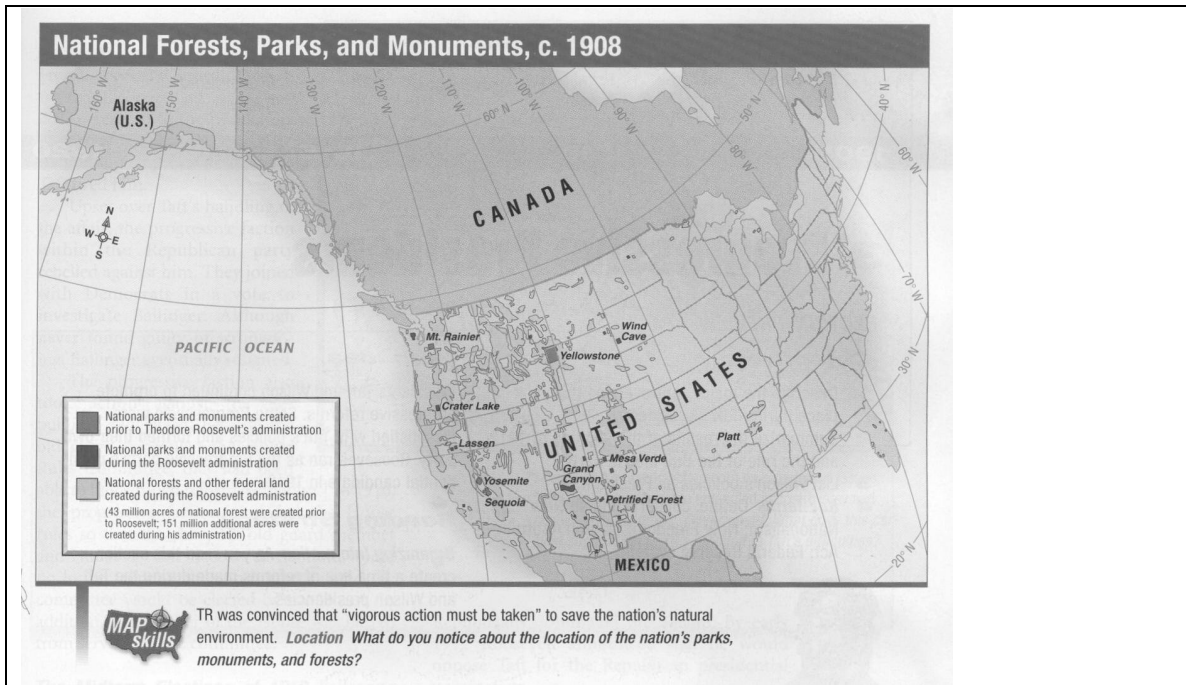 National Forests, Parks, and Monuments, c. 1908
160° W
150° W
140° W
130° W
120° W
110° W
100° W
60° N
90° W
50° N
80° W
40° N
60° W
70° W
30° N
20° N
Alaska
(U.S.)
CANADA
N
W
E
S
PACIFIC OCEAN
Mt. Rainier
Wind
Cave
Yellowstone
UNITED STATES
Crater Lake
Lassen
Platt
Mesa Verde
Grand
Canyon
Yosemite
Sequoia
Petrified Forest
MEXICO
National parks and monuments created
prior to Theodore Roosevelt's administration
National parks and monuments created
during the Roosevelt administration
National forests and other federal land
created during the Roosevelt administration
(43 million acres of national forest were created prior
to Roosevelt; 151 million additional acres were
created during his administration)
MAP
skills
TR was convinced that “vigorous action must be taken” to save the nation's natural
environment. Location What do you notice about the location of the nation's parks,
monuments, and forests?